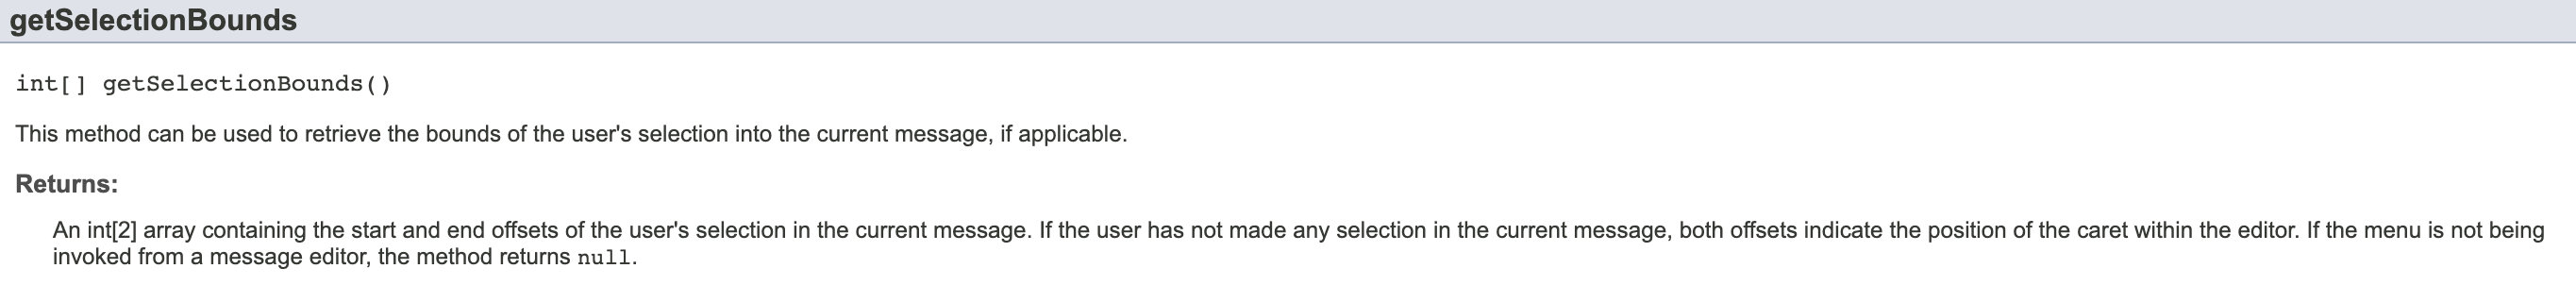 getSelectionBounds
int[] getSelectionBounds()
This method can be used to retrieve the bounds of the user's selection into the current message, if applicable.
Returns:
An int[2] array containing the start and end offsets of the user's selection in the current message. If the user has not made any selection in the current message, both offsets indicate the position of the caret within the editor. If the menu is not being
invoked from a message editor, the method returns null.